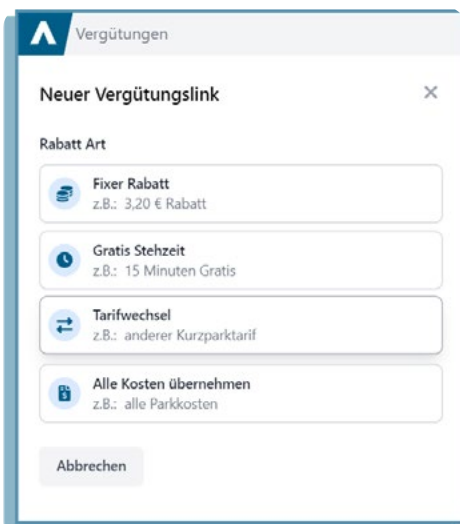 Vergütungen
Neuer Vergütungslink
Rabatt Art
Fixer Rabatt
z.B.: 3,20 € Rabatt
Gratis Stehzeit
z.B.: 15 Minuten Gratis
Tarifwechsel
z.B.: anderer Kurzparktarif
Alle Kosten übernehmen
z.B.: alle Parkkosten
Abbrechen